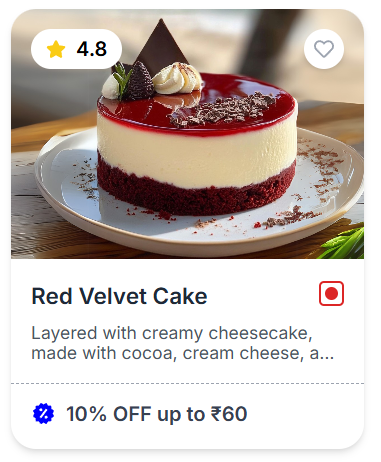 4.8
Red Velvet Cake
Layered with creamy cheesecake,
made with cocoa, cream cheese, a...
10% OFF up to ₹60